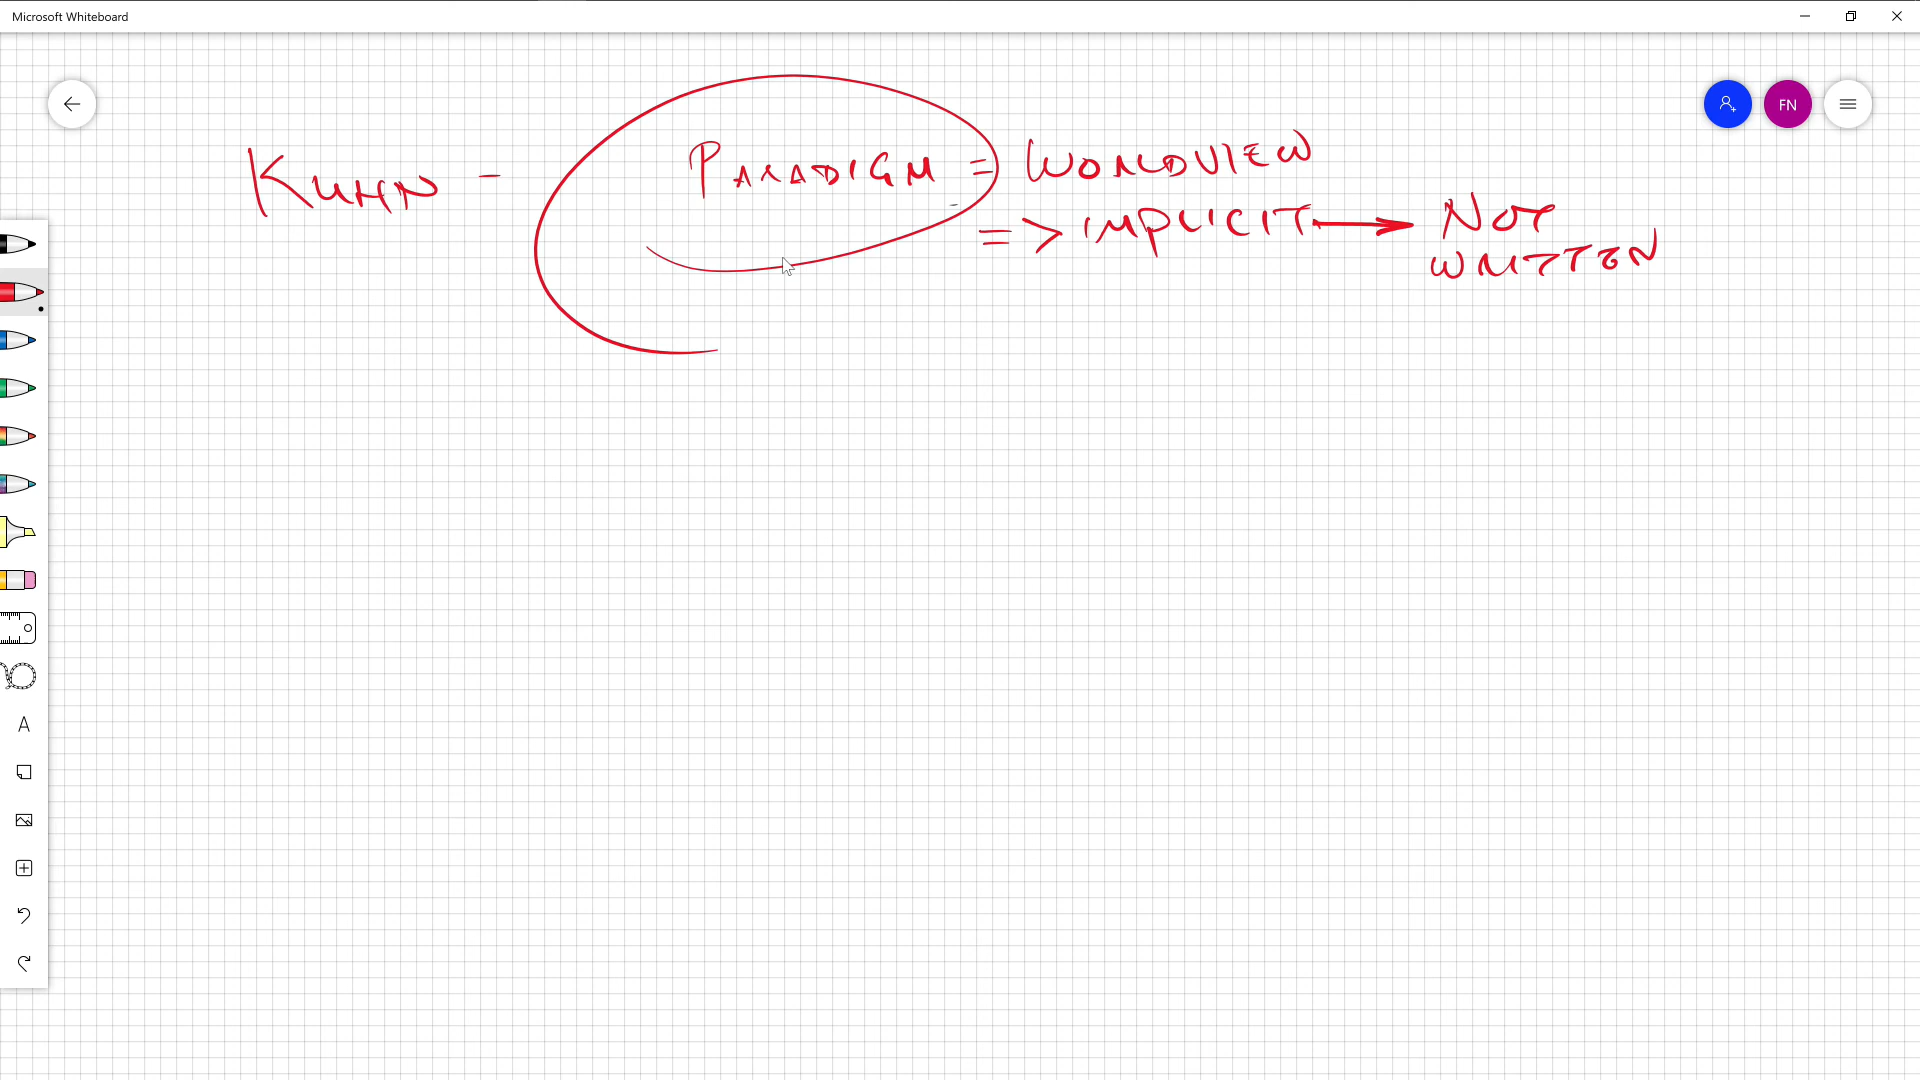 Microsoft Whiteboard
FN
KUHN - PARADIGM = WORLDVIEW
=> IMPLICIT → NOT
WRITTEN
A